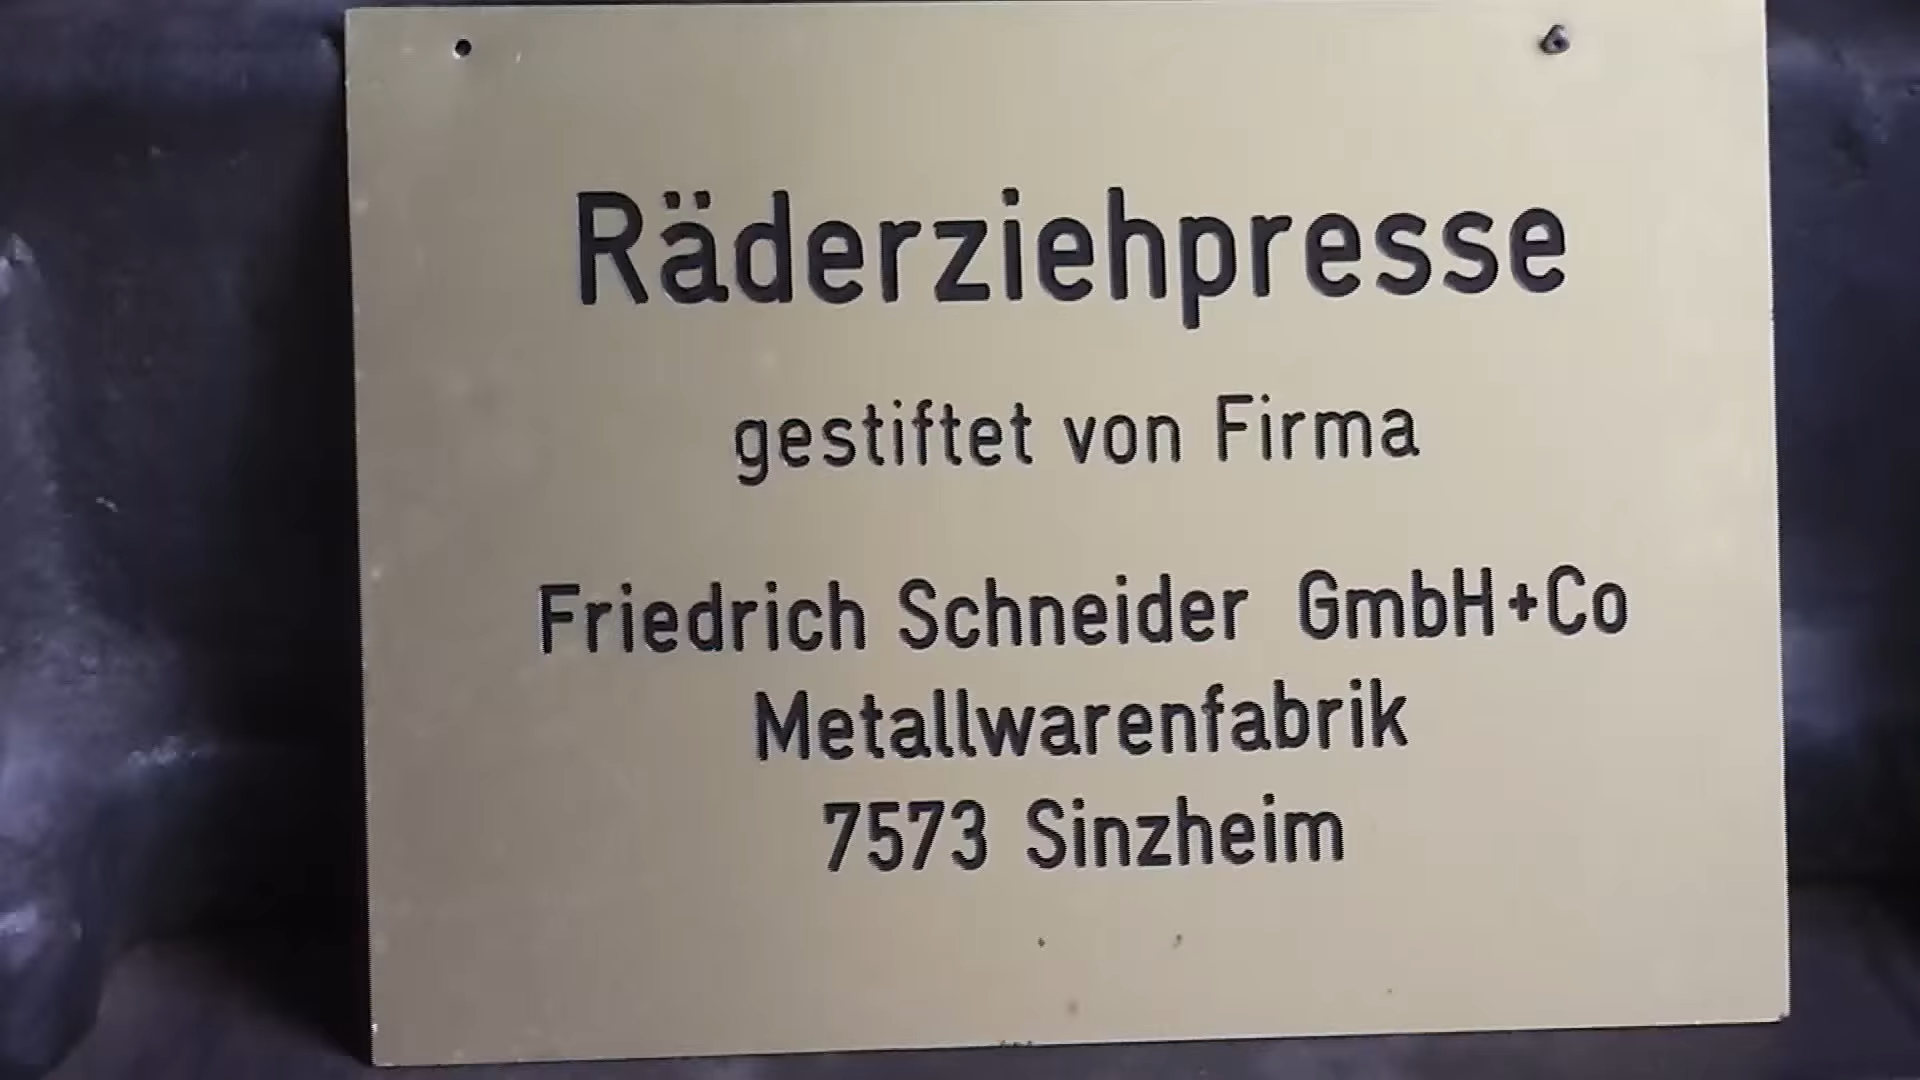 Räderziehpresse
gestiftet von Firma
Friedrich Schneider GmbH+Co
Metallwarenfabrik
7573 Sinzheim